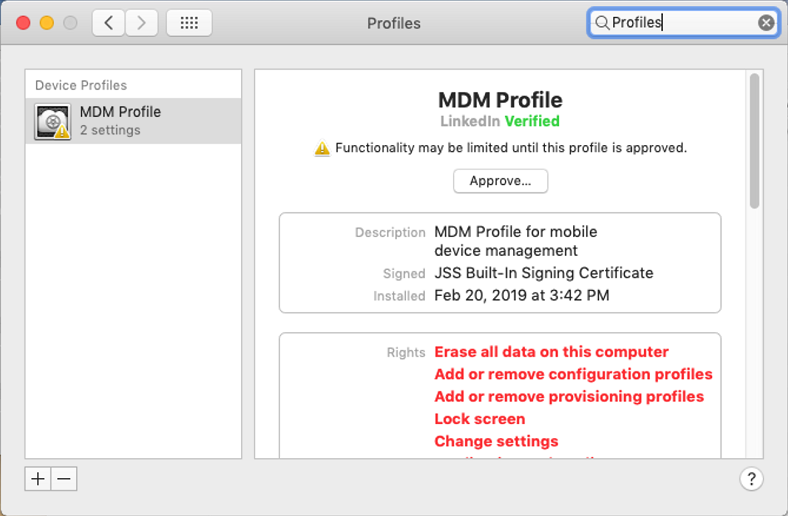 Profiles
Profiles
Device Profiles
MDM Profile
2 settings
MDM Profile
LinkedIn Verified
Functionality may be limited until this profile is approved.
Approve...
Description MDM Profile for mobile
device management
Signed JSS Built-In Signing Certificate
Installed Feb 20, 2019 at 3:42 PM
Rights Erase all data on this computer
Add or remove configuration profiles
Add or remove provisioning profiles
Lock screen
Change settings
+ −
?